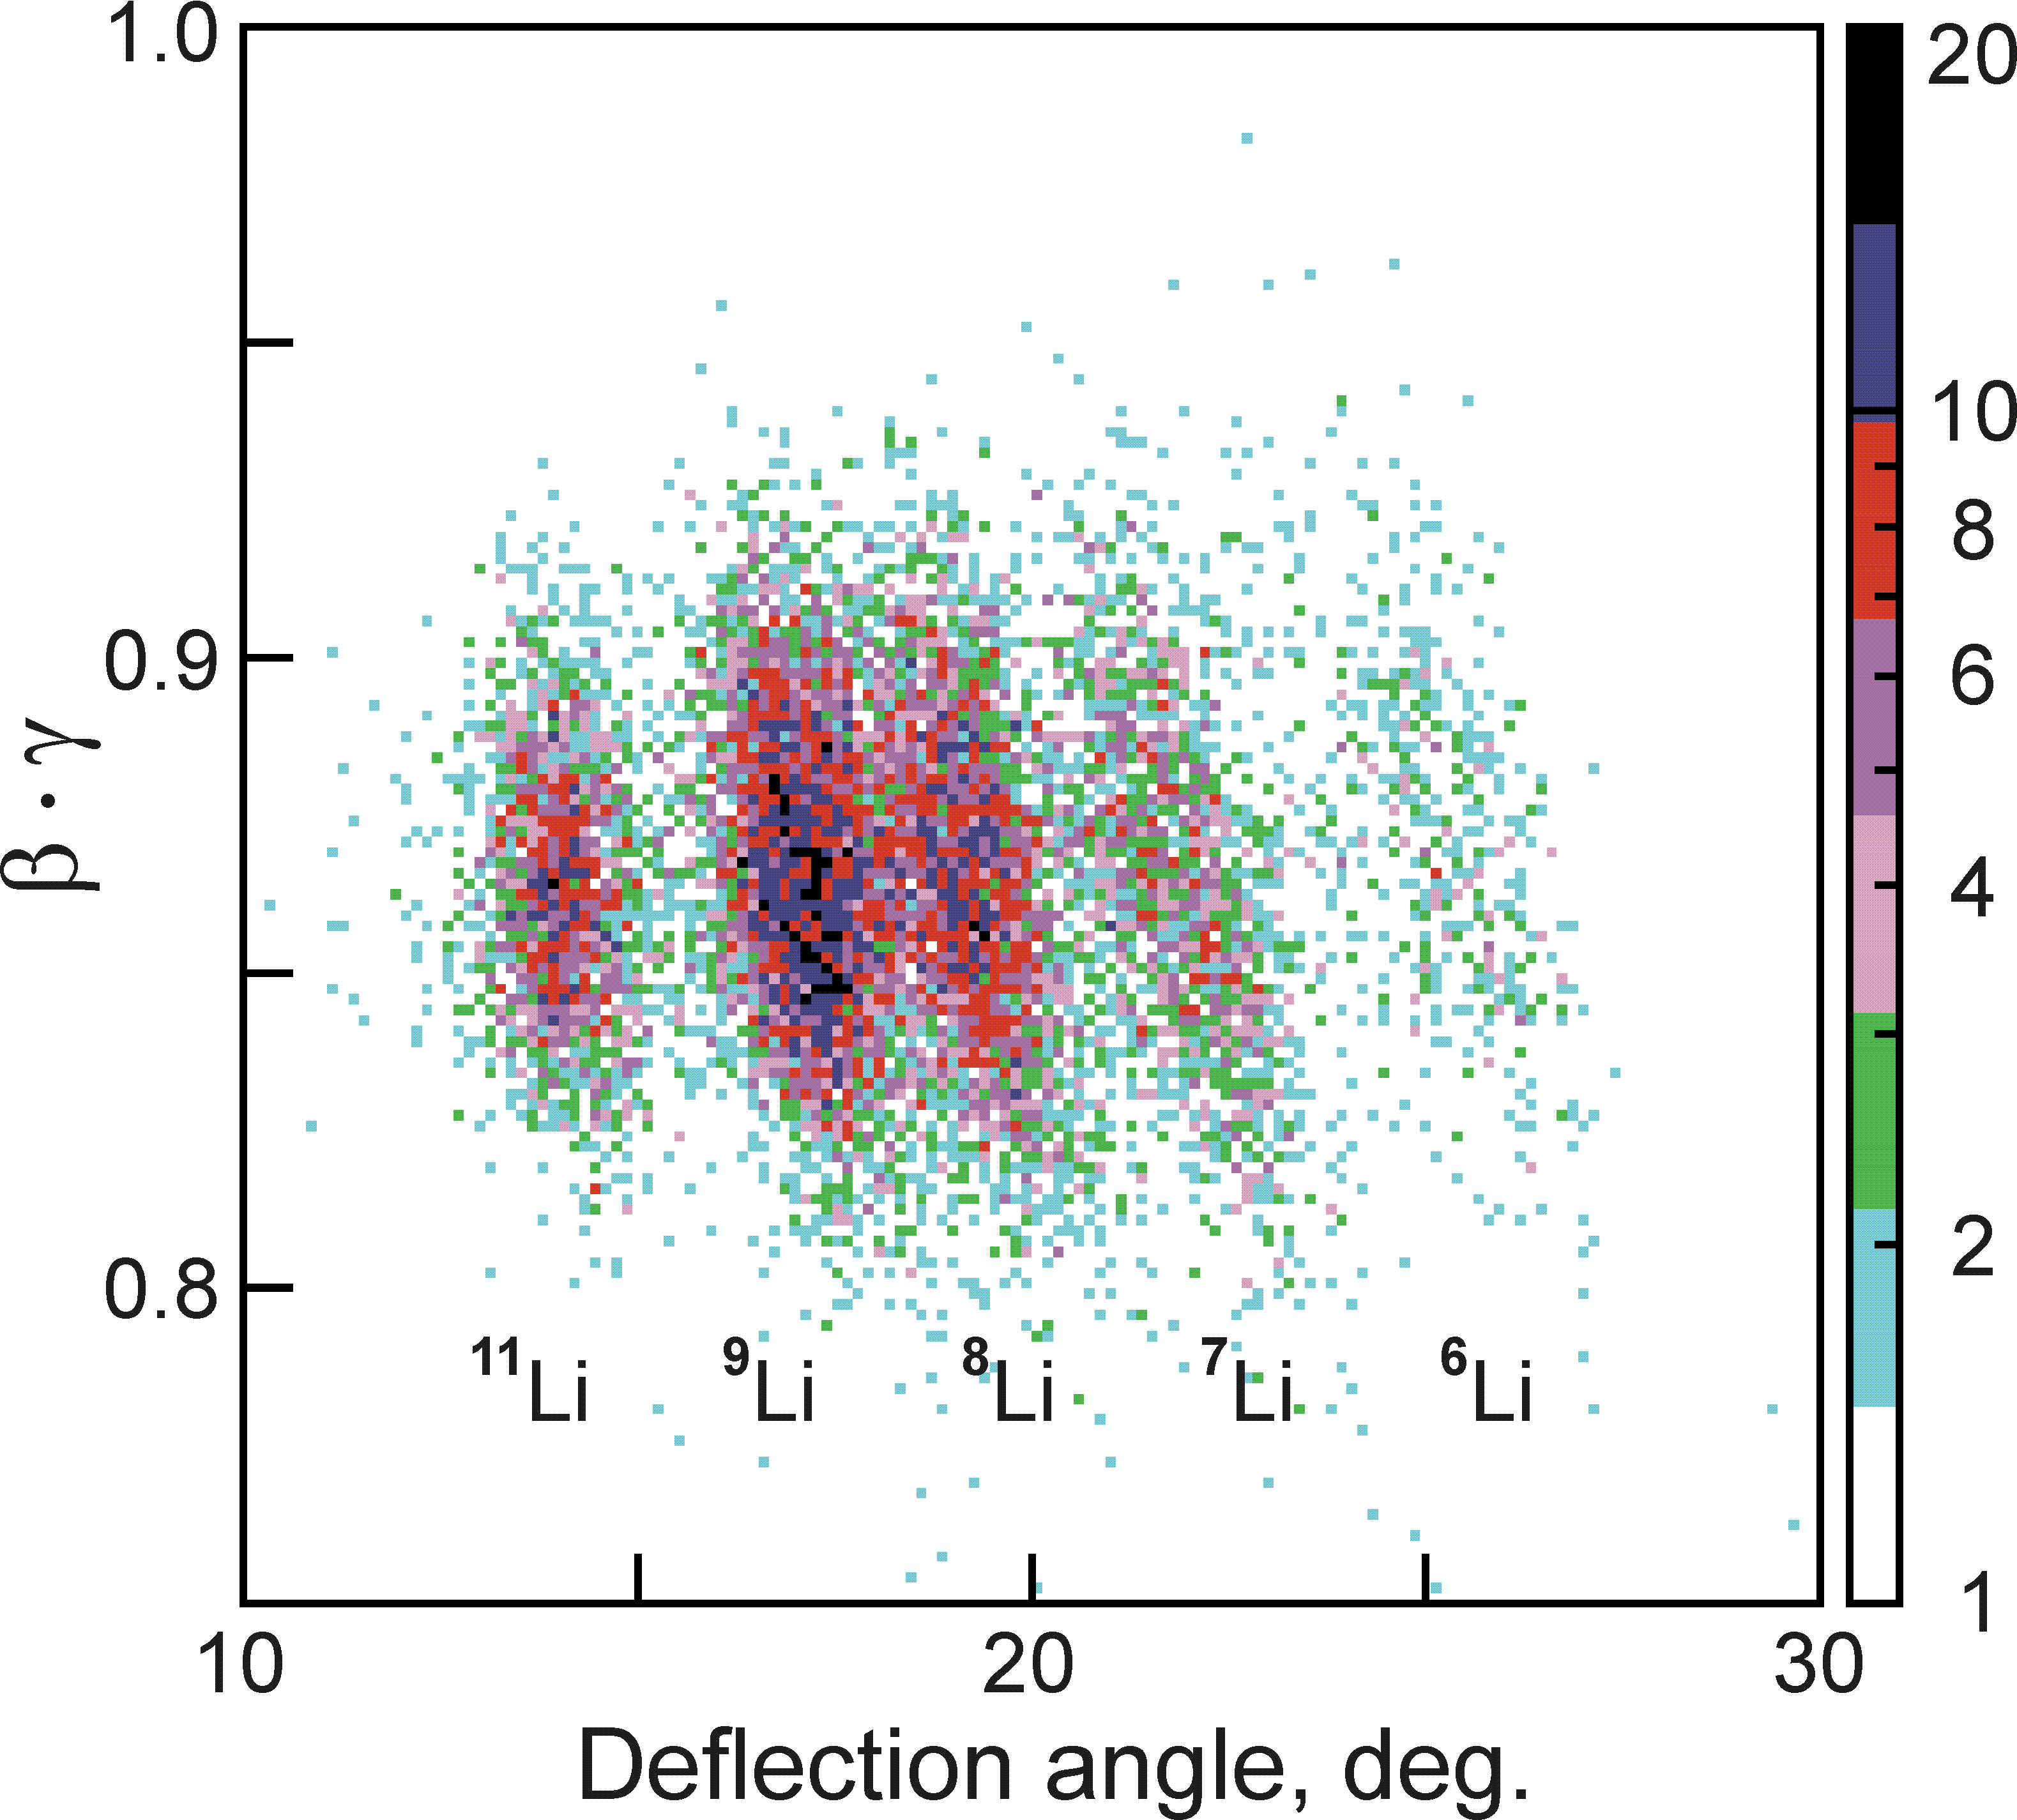 1.0
0.9
0.8
β · γ
¹¹Li
⁹Li
⁸Li
⁷Li
⁶Li
10
20
30
Deflection angle, deg.
20
10
8
6
4
2
1